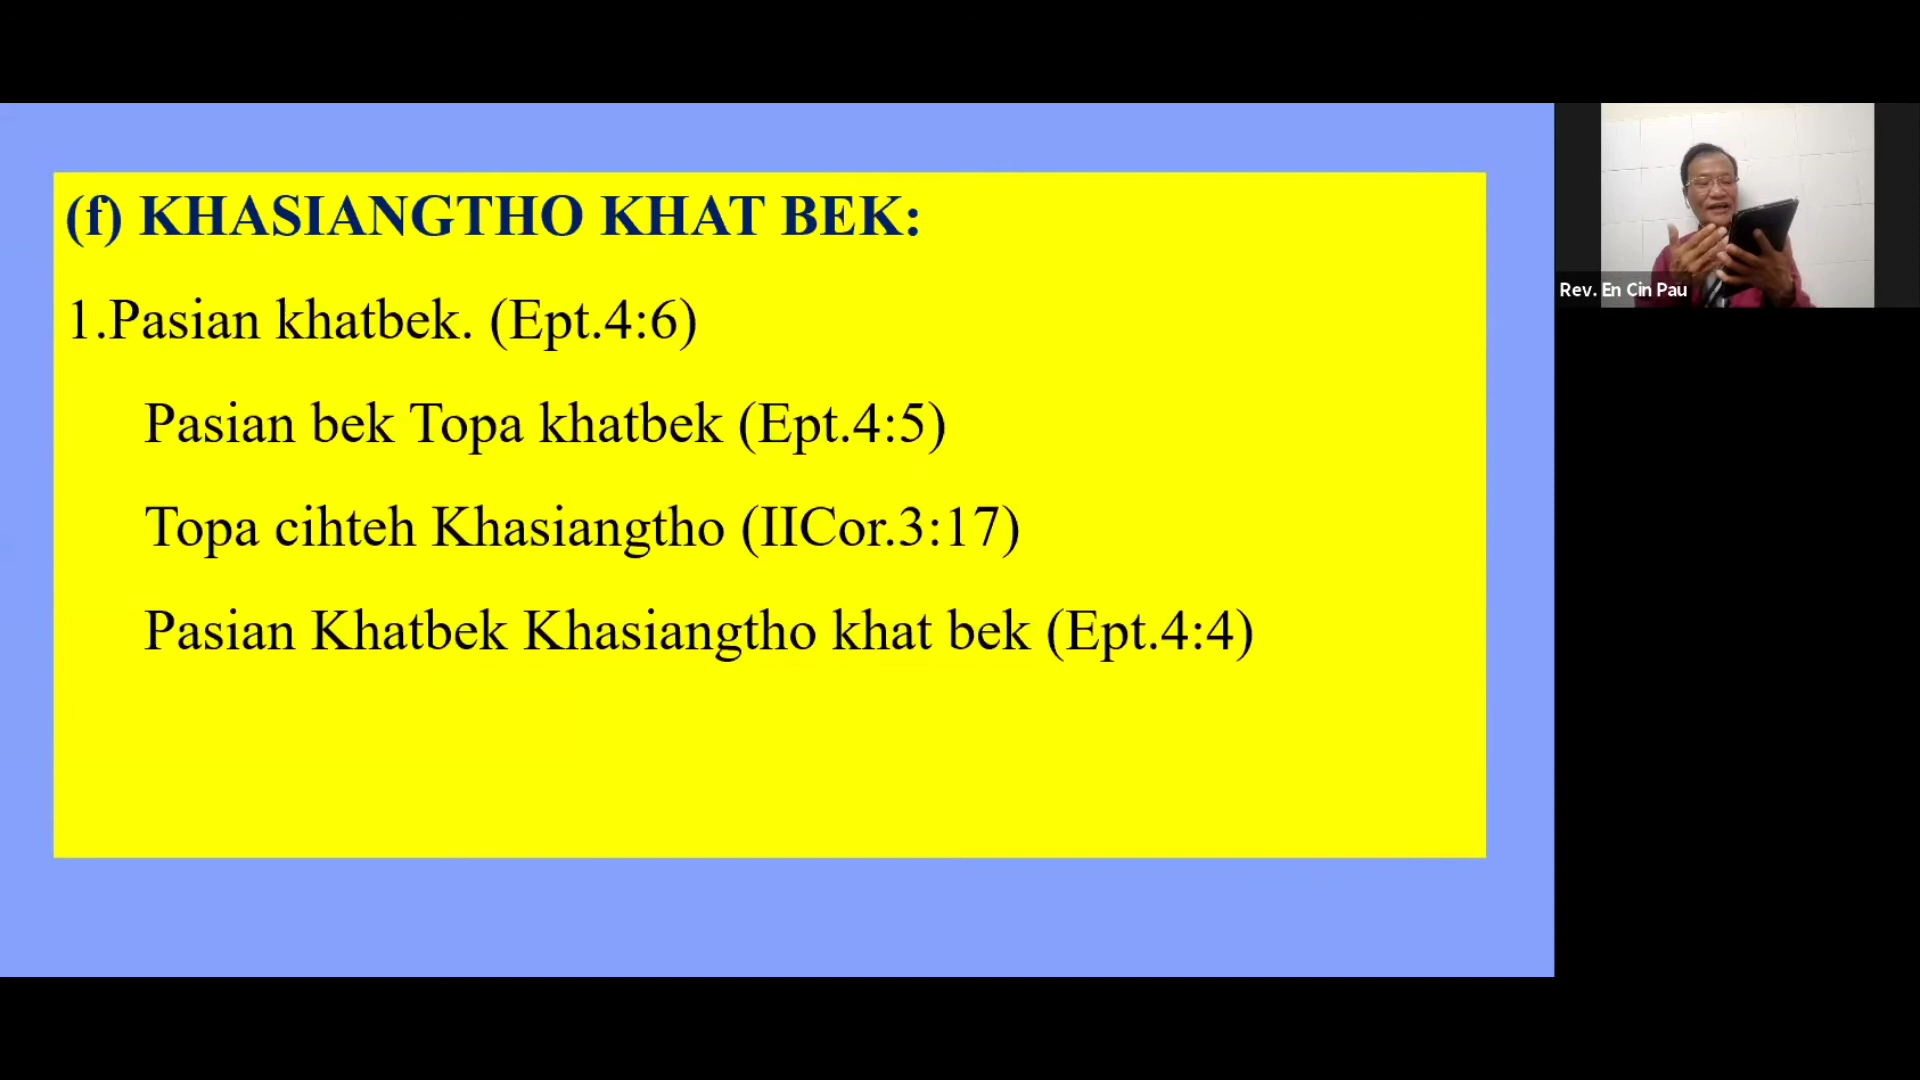 (f) KHASIANGTHO KHAT BEK:
1.Pasian khatbek. (Ept.4:6)
Pasian bek Topa khatbek (Ept.4:5)
Topa cihteh Khasiangtho (IICor.3:17)
Pasian Khatbek Khasiangtho khat bek (Ept.4:4)
Rev. En Cin Pau